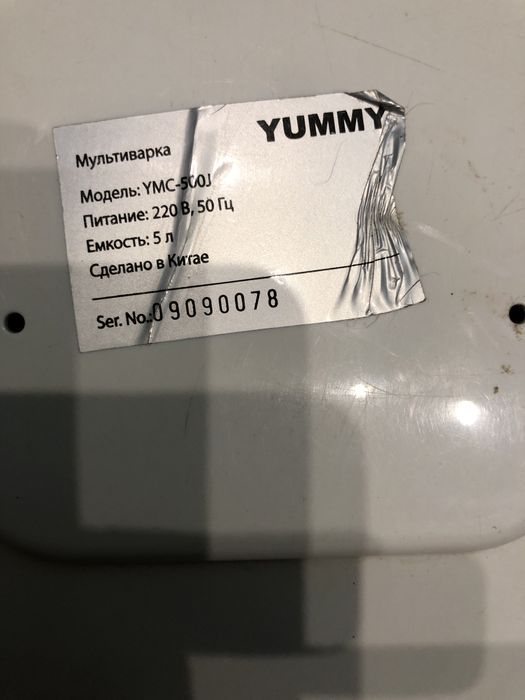 YUMMY
Мультиварка
Модель: YMC-500J
Питание: 220 В, 50 Гц
Емкость: 5 л
Сделано в Китае
Ser. No.:09090078